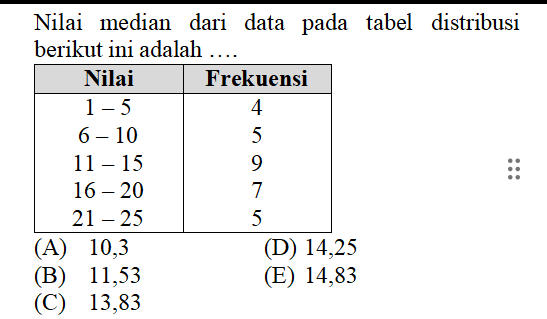 Nilai median dari data pada tabel distribusi
berikut ini adalah ….
Nilai Frekuensi
1 – 5 4
6 – 10 5
11 – 15 9
16 – 20 7
21 – 25 5
(A) 10,3 (D) 14,25
(B) 11,53 (E) 14,83
(C) 13,83